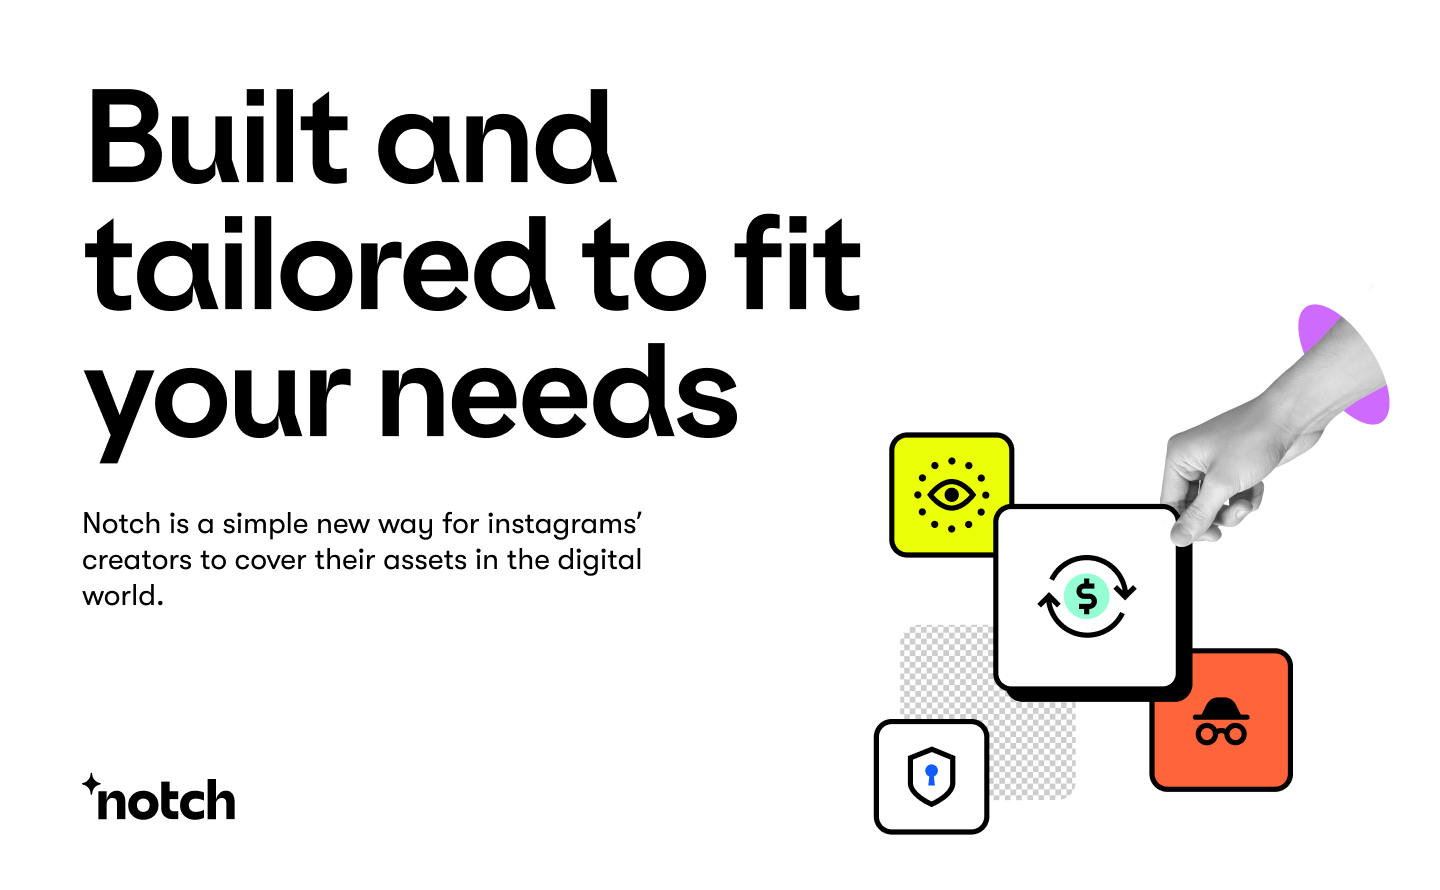 Built and
tailored to fit
your needs
Notch is a simple new way for instagrams’
creators to cover their assets in the digital
world.
$
notch